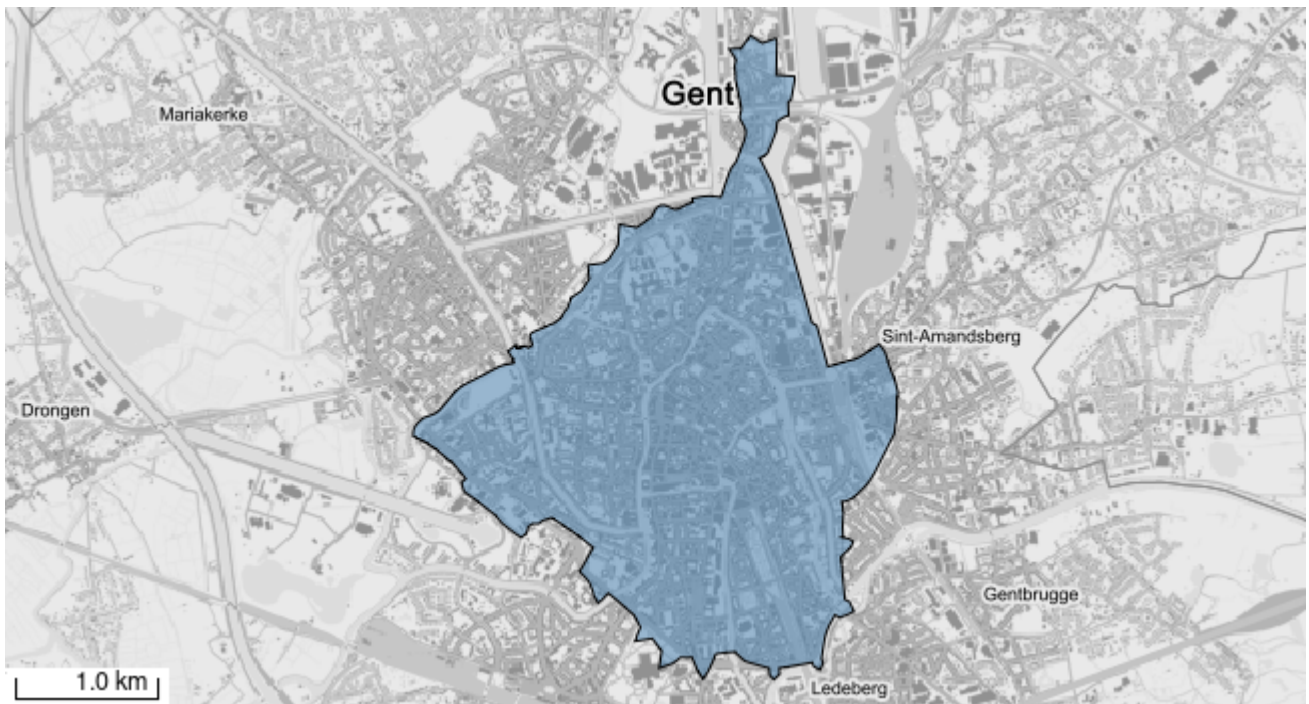 Gent
Mariakerke
Sint-Amandsberg
Drongen
Gentbrugge
1.0 km
Ledeberg